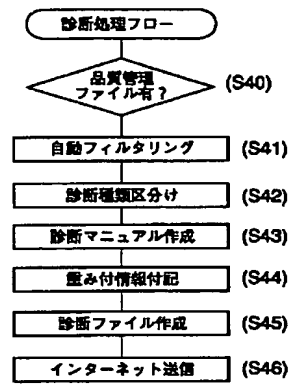 診断処理フロー
品質管理
ファイル有？
(S40)
自動フィルタリング
(S41)
診断種類区分け
(S42)
診断マニュアル作成
(S43)
重み付情報付記
(S44)
診断ファイル作成
(S45)
インターネット送信
(S46)